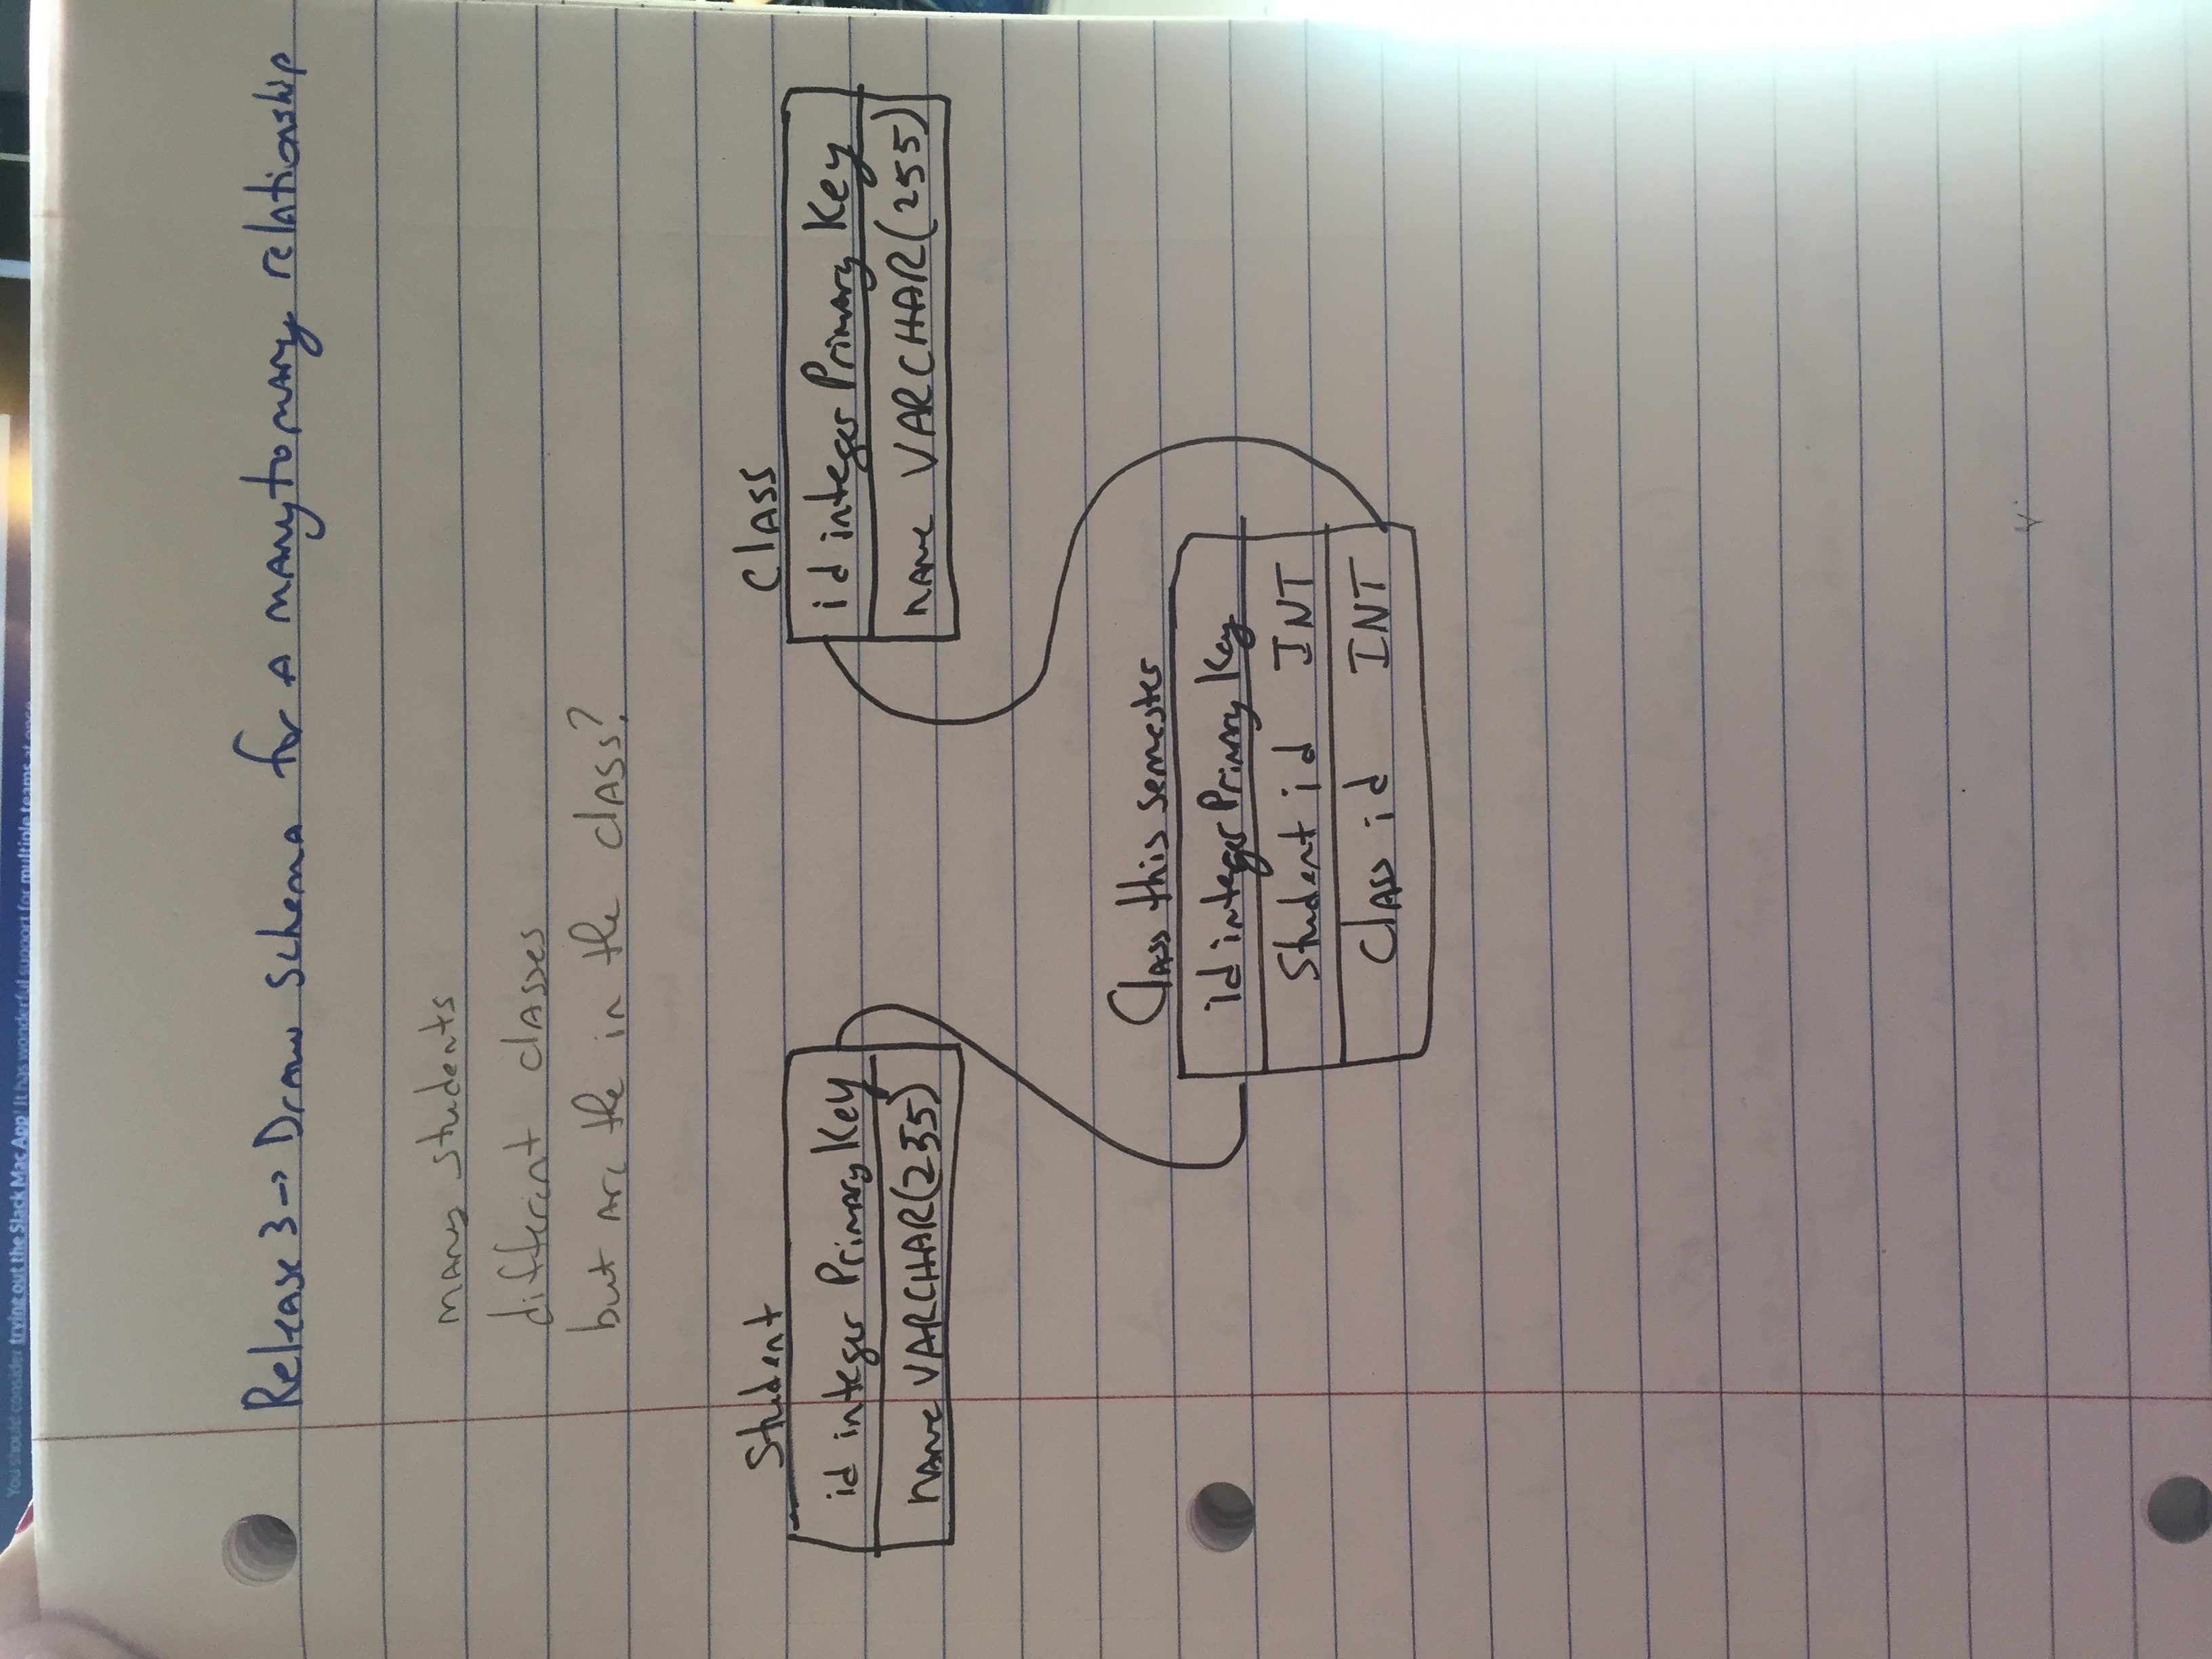 You should consider trying out the Slack Mac App! It has wonderful support for multiple teams at once
Release 3 → Draw Schema for A many to many relationship
many students
different classes
but are the in the class?
Student
id integer Primary Key
name VARCHAR(255)
Class
id integer Primary Key
name VARCHAR(255)
Class this semester
id integer Primary Key
Student id INT
Class id INT